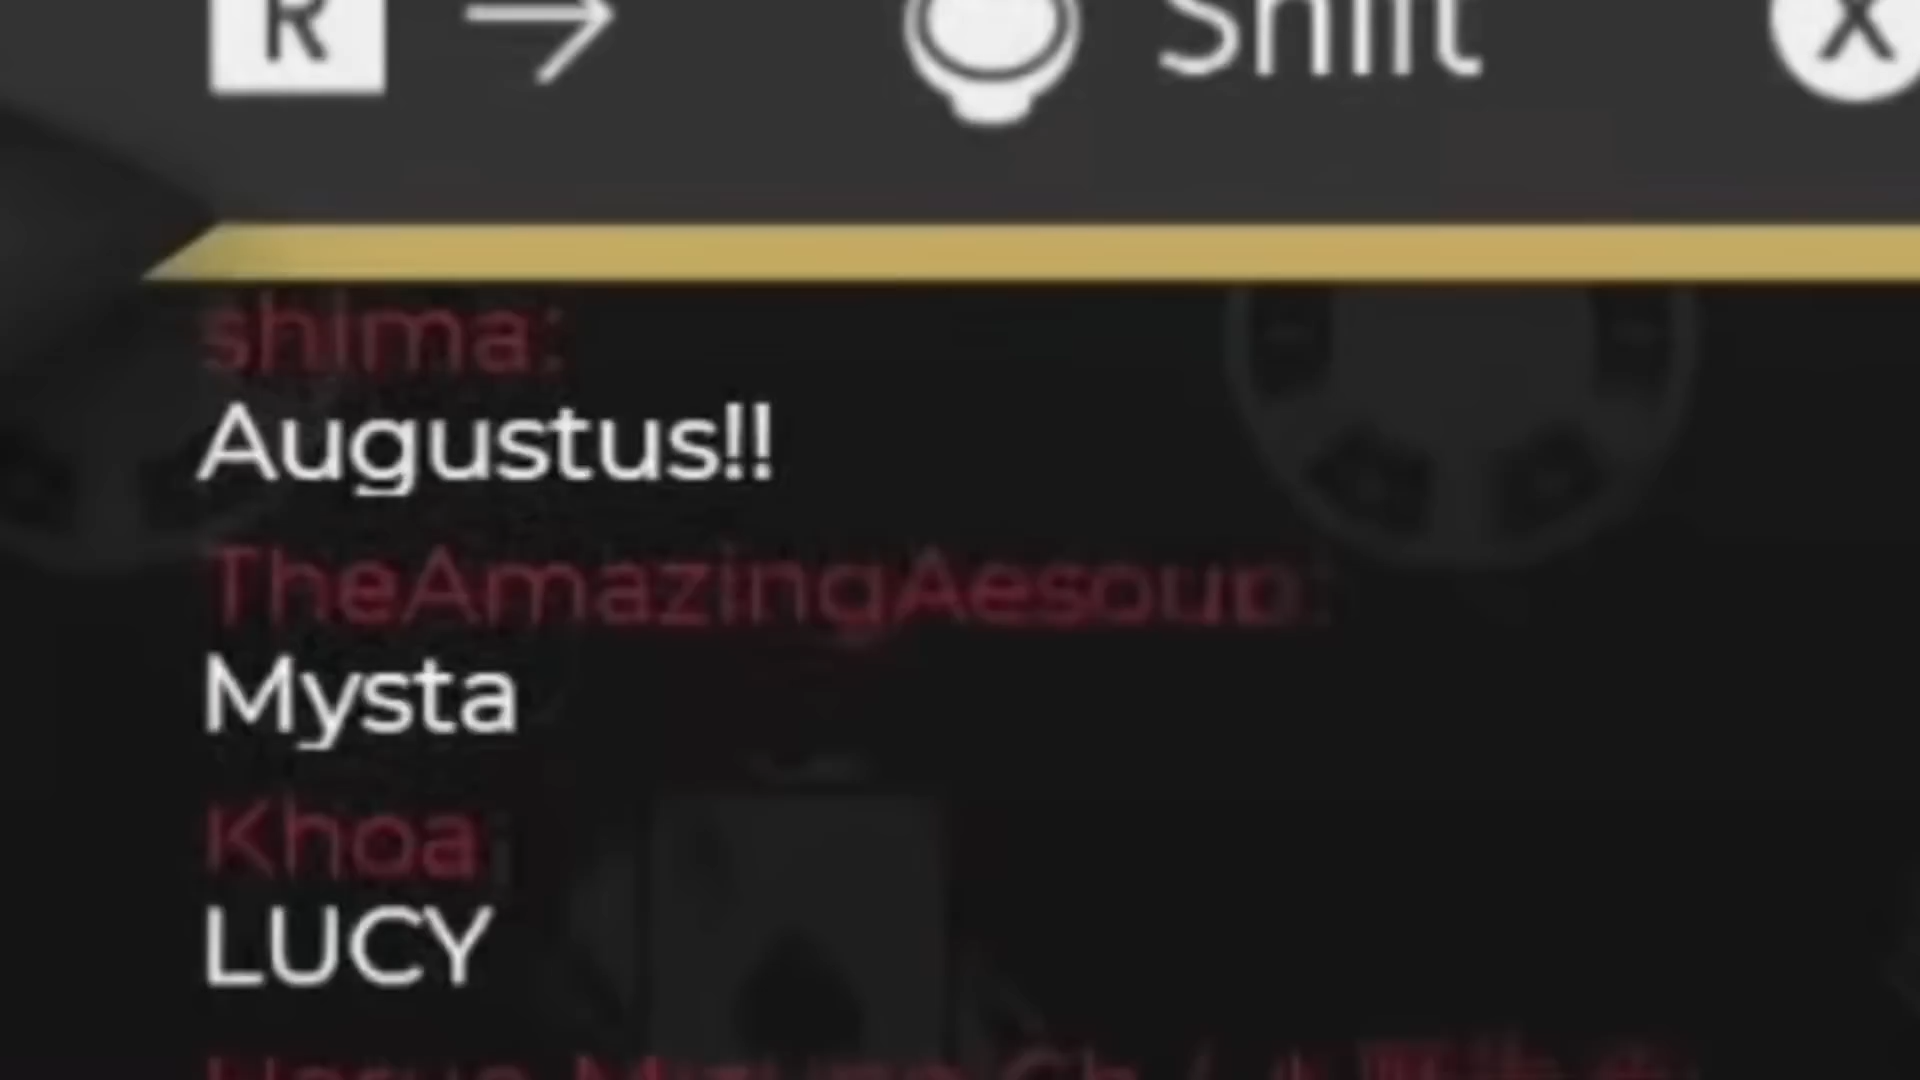 R → Shift X
shima:
Augustus!!
TheAmazingAesoup:
Mysta
Khoa:
LUCY